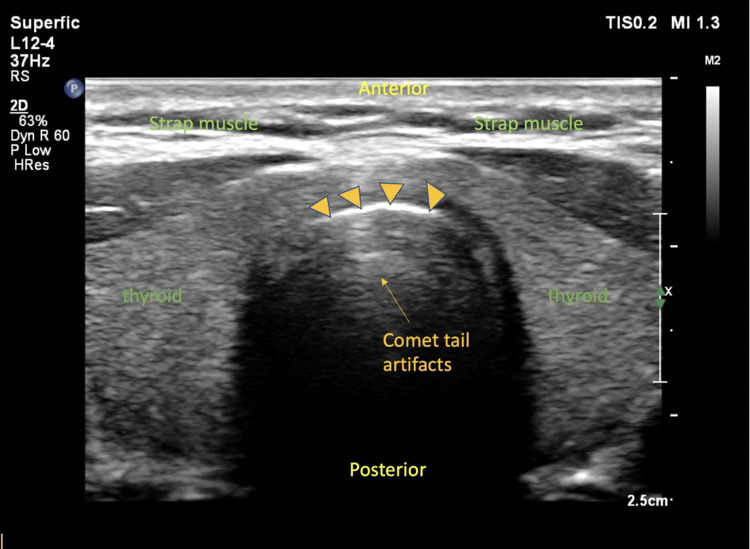 Superfic
L12-4
37Hz
RS
2D
63%
Dyn R 60
P Low
HRes
TIS0.2 MI 1.3
M2
P
Anterior
Strap muscle
Strap muscle
thyroid
thyroid
X
Comet tail
artifacts
Posterior
2.5cm